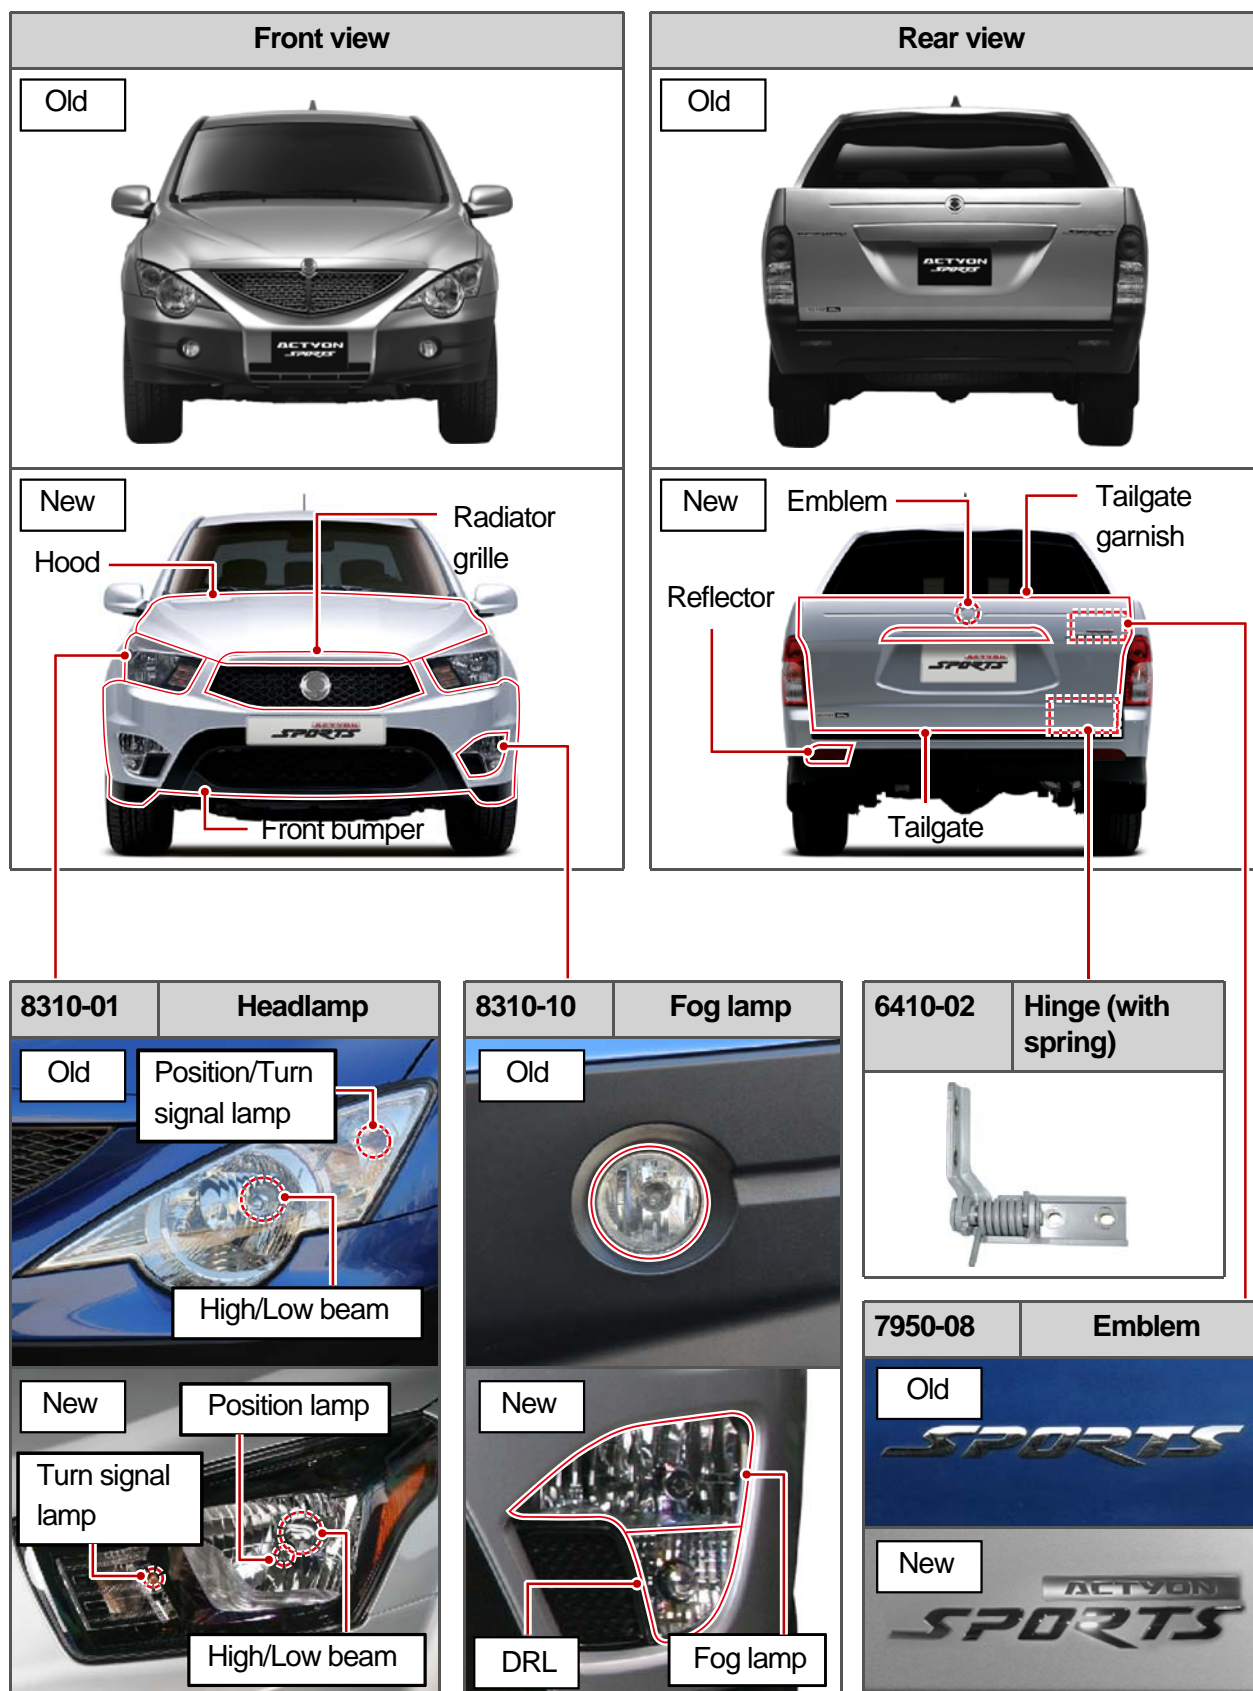 Front view
Old
ACTYON
SPORTS
New
Radiator
grille
Hood
SPORTS
Front bumper
Rear view
Old
SPORTS
ACTYON
SPORTS
New
Emblem
Tailgate
garnish
Reflector
SPORTS
Tailgate
8310-01 Headlamp
Old
Position/Turn
signal lamp
High/Low beam
New
Position lamp
Turn signal
lamp
High/Low beam
8310-10 Fog lamp
Old
New
DRL
Fog lamp
6410-02 Hinge (with
spring)
7950-08 Emblem
Old
SPORTS
New
ACTYON
SPORTS